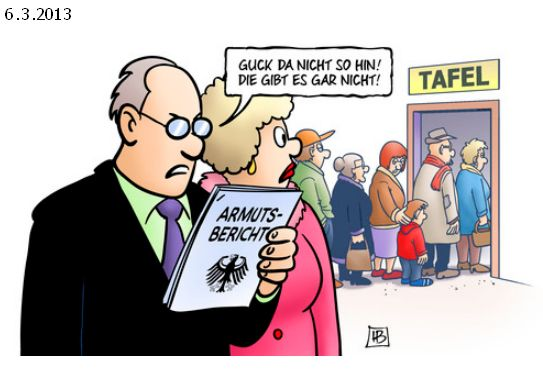 6.3.2013
GUCK DA NICHT SO HIN!
DIE GIBT ES GAR NICHT!
TAFEL
ARMUTS-
BERICHT
HB